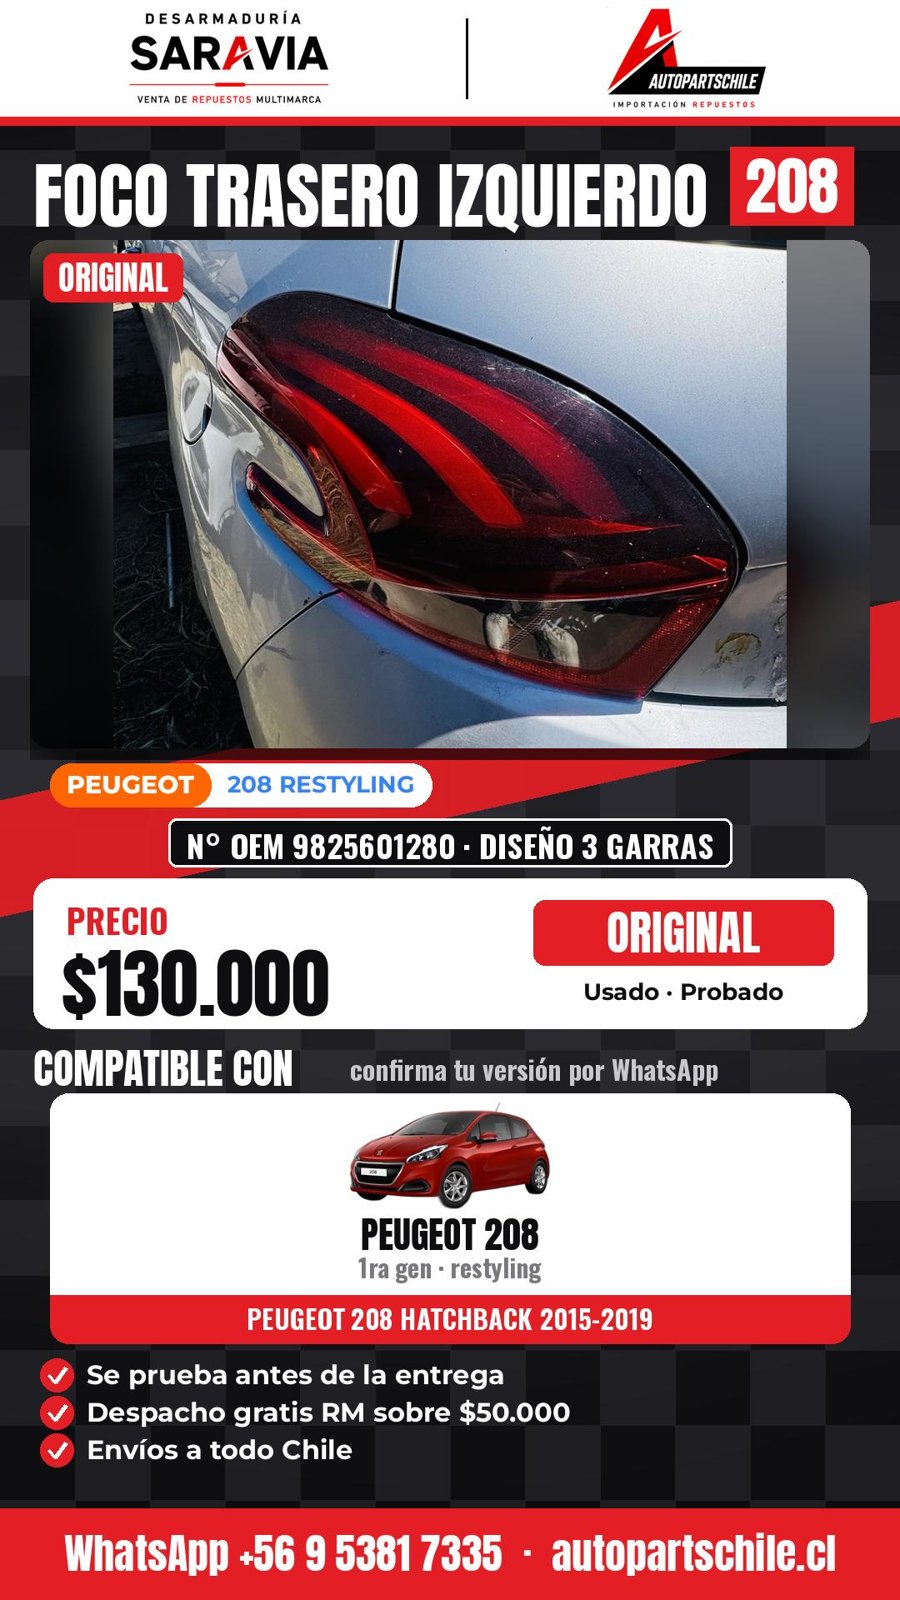 DESARMADURÍA
SARAVIA
VENTA DE REPUESTOS MULTIMARCA
AUTOPARTSCHILE
IMPORTACIÓN REPUESTOS
FOCO TRASERO IZQUIERDO 208
ORIGINAL
PEUGEOT 208 RESTYLING
N° OEM 9825601280 · DISEÑO 3 GARRAS
PRECIO
$130.000
ORIGINAL
Usado · Probado
COMPATIBLE CON confirma tu versión por WhatsApp
208
PEUGEOT 208
1ra gen · restyling
PEUGEOT 208 HATCHBACK 2015-2019
Se prueba antes de la entrega
Despacho gratis RM sobre $50.000
Envíos a todo Chile
WhatsApp +56 9 5381 7335 · autopartschile.cl